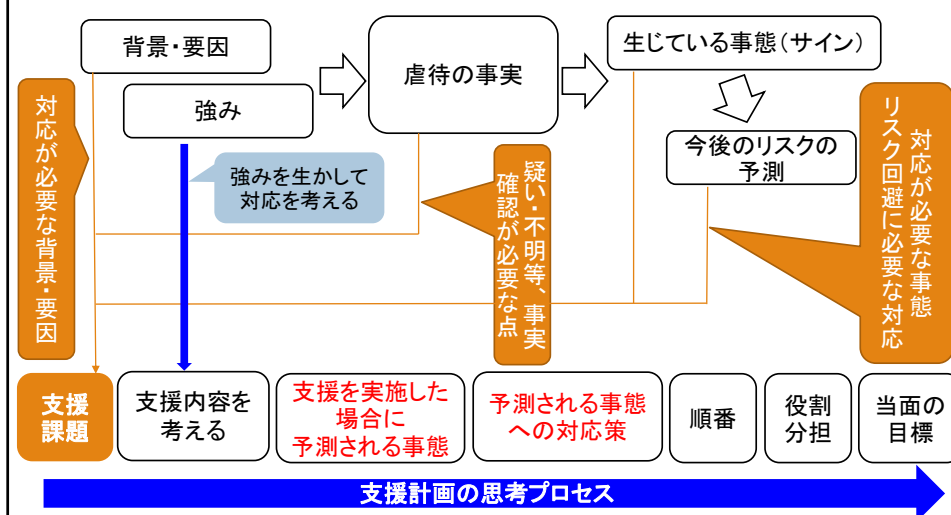 背景・要因
強み
虐待の事実
生じている事態(サイン)
今後のリスクの
予測
対応が必要な背景・要因
強みを生かして
対応を考える
疑い・不明等、事実
確認が必要な点
対応が必要な事態
リスク回避に必要な対応
支援
課題
支援内容を
考える
支援を実施した
場合に
予測される事態
予測される事態
への対応策
順番
役割
分担
当面の
目標
支援計画の思考プロセス